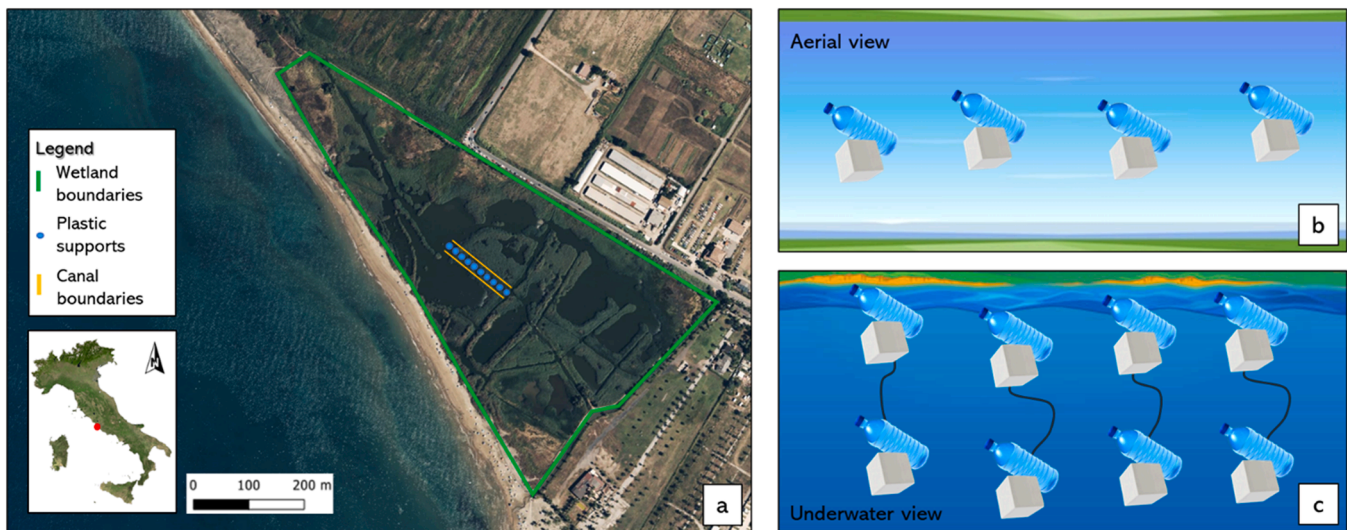 Legend
Wetland
boundaries
Plastic
supports
Canal
boundaries
N
0 100 200 m
a
Aerial view
b
Underwater view
c